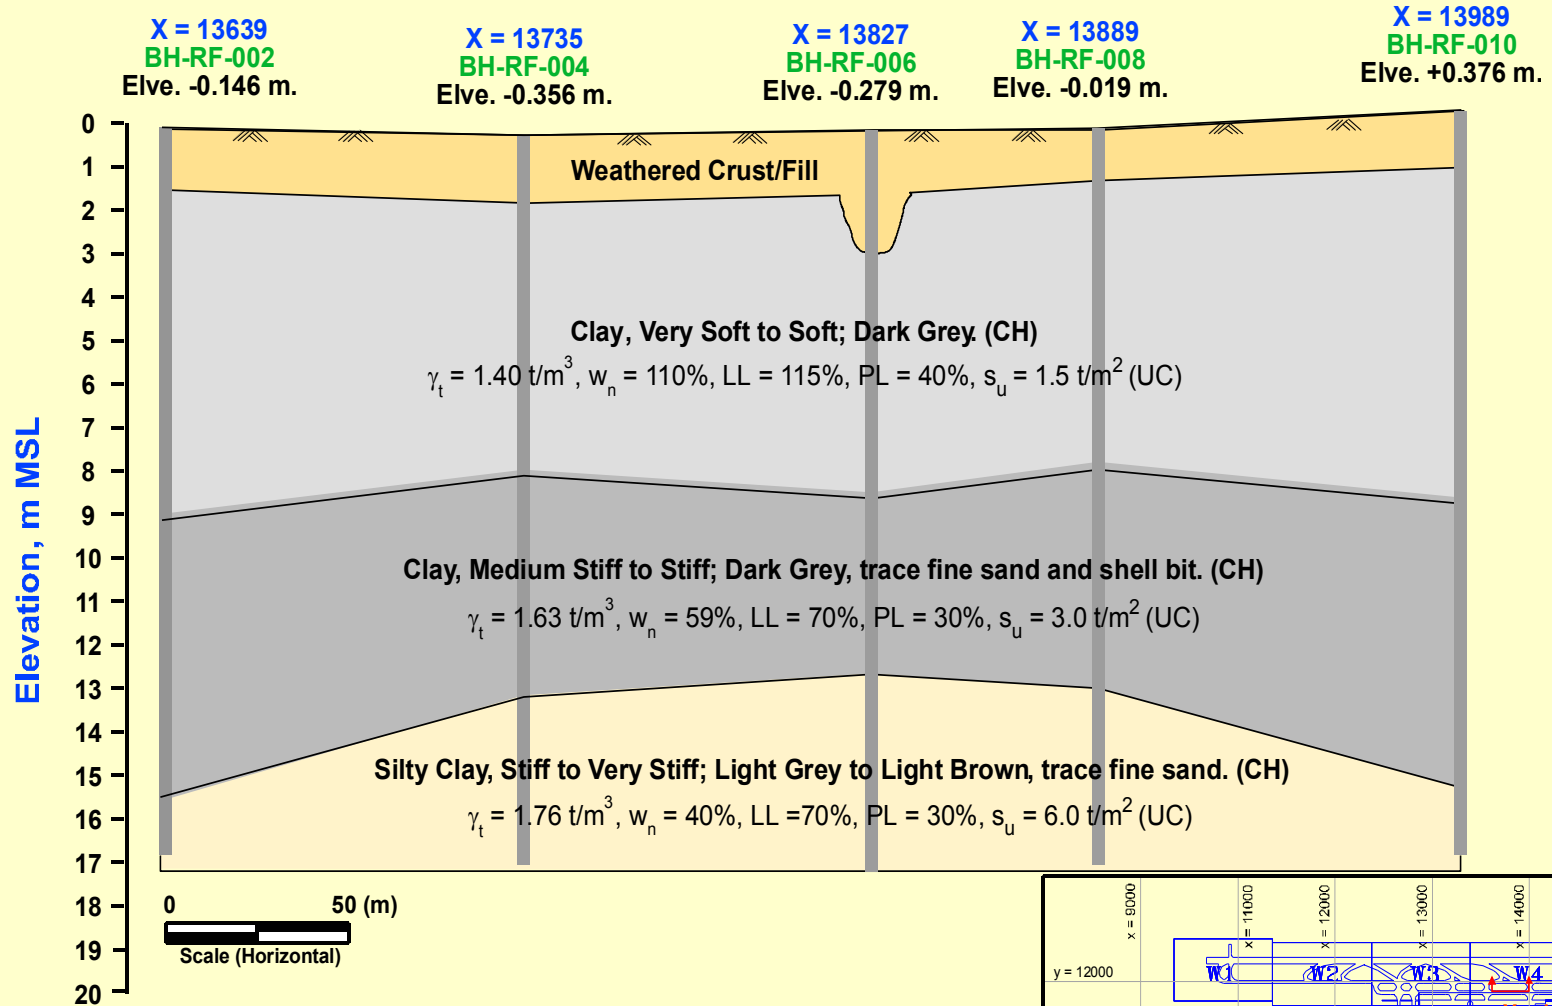 X = 13639
BH-RF-002
Elve. -0.146 m.
X = 13735
BH-RF-004
Elve. -0.356 m.
X = 13827
BH-RF-006
Elve. -0.279 m.
X = 13889
BH-RF-008
Elve. -0.019 m.
X = 13989
BH-RF-010
Elve. +0.376 m.
Elevation, m MSL
0
1
2
3
4
5
6
7
8
9
10
11
12
13
14
15
16
17
18
19
20
Weathered Crust/Fill
Clay, Very Soft to Soft; Dark Grey. (CH)
γt = 1.40 t/m³, wn = 110%, LL = 115%, PL = 40%, su = 1.5 t/m² (UC)
Clay, Medium Stiff to Stiff; Dark Grey, trace fine sand and shell bit. (CH)
γt = 1.63 t/m³, wn = 59%, LL = 70%, PL = 30%, su = 3.0 t/m² (UC)
Silty Clay, Stiff to Very Stiff; Light Grey to Light Brown, trace fine sand. (CH)
γt = 1.76 t/m³, wn = 40%, LL =70%, PL = 30%, su = 6.0 t/m² (UC)
0 50 (m)
Scale (Horizontal)
x = 9000
x = 11000
x = 12000
x = 13000
x = 14000
y = 12000
W1 W2 W3 W4